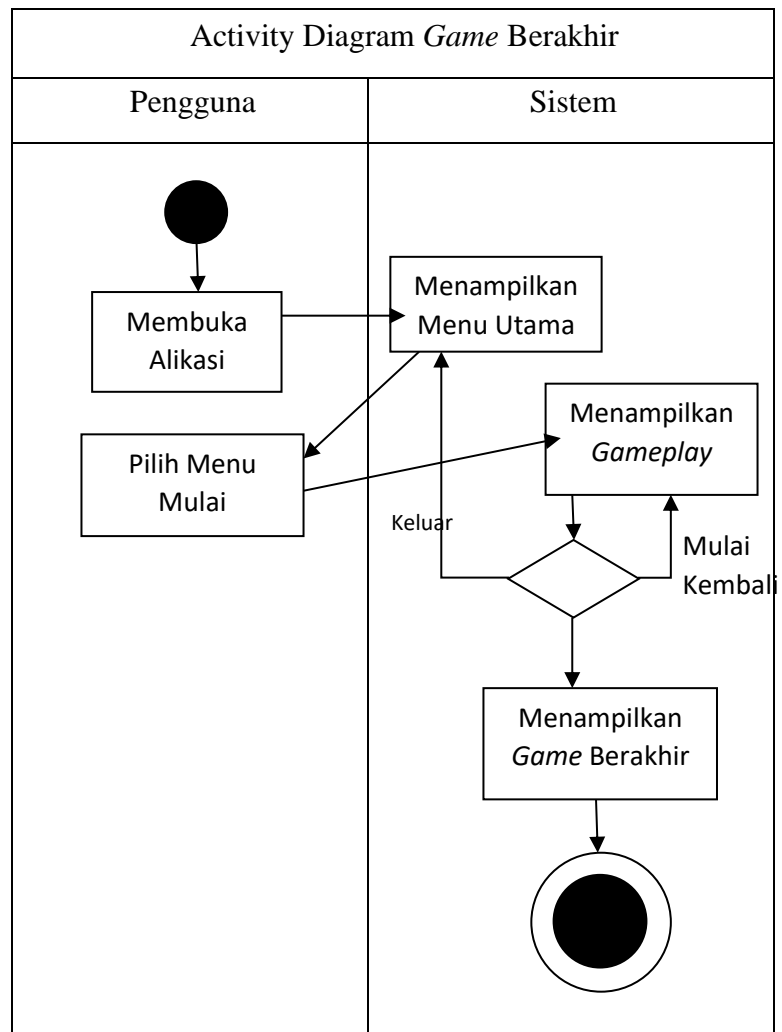 Activity Diagram Game Berakhir
Pengguna
Sistem
Membuka
Alikasi
Menampilkan
Menu Utama
Pilih Menu
Mulai
Menampilkan
Gameplay
Keluar
Mulai
Kembali
Menampilkan
Game Berakhir